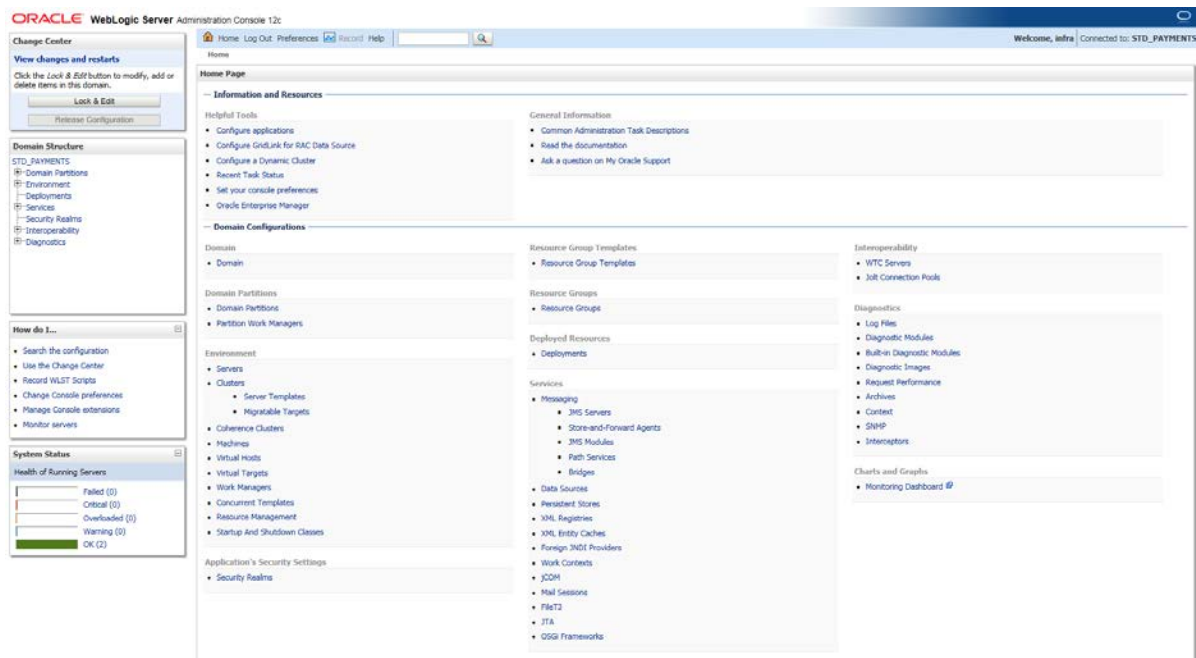 ORACLE WebLogic Server Administration Console 12c
Change Center
View changes and restarts
Click the Lock & Edit button to modify, add or
delete items in this domain.
Lock & Edit
Release Configuration
Domain Structure
STD_PAYMENTS
Domain Partitions
Environment
Deployments
Services
Security Realms
Interoperability
Diagnostics
How do I...
Search the configuration
Use the Change Center
Record WLST Scripts
Change Console preferences
Manage Console extensions
Monitor servers
System Status
Health of Running Servers
Failed (0)
Critical (0)
Overloaded (0)
Warning (0)
OK (2)
Home Log Out Preferences Record Help
Welcome, infra Connected to: STD_PAYMENTS
Home
Home Page
Information and Resources
Helpful Tools
Configure applications
Configure GridLink for RAC Data Source
Configure a Dynamic Cluster
Recent Task Status
Set your console preferences
Oracle Enterprise Manager
General Information
Common Administration Task Descriptions
Read the documentation
Ask a question on My Oracle Support
Domain Configurations
Domain
Domain
Domain Partitions
Domain Partitions
Partition Work Managers
Environment
Servers
Clusters
Server Templates
Migratable Targets
Coherence Clusters
Machines
Virtual Hosts
Virtual Targets
Work Managers
Concurrent Templates
Resource Management
Startup And Shutdown Classes
Application's Security Settings
Security Realms
Resource Group Templates
Resource Group Templates
Resource Groups
Resource Groups
Deployed Resources
Deployments
Services
Messaging
JMS Servers
Store-and-Forward Agents
JMS Modules
Path Services
Bridges
Data Sources
Persistent Stores
XML Registries
XML Entity Caches
Foreign JNDI Providers
Work Contexts
jCOM
Mail Sessions
FileT3
JTA
OSGi Frameworks
Interoperability
WTC Servers
Jolt Connection Pools
Diagnostics
Log Files
Diagnostic Modules
Built-in Diagnostic Modules
Diagnostic Images
Request Performance
Archives
Context
SNMP
Interceptors
Charts and Graphs
Monitoring Dashboard